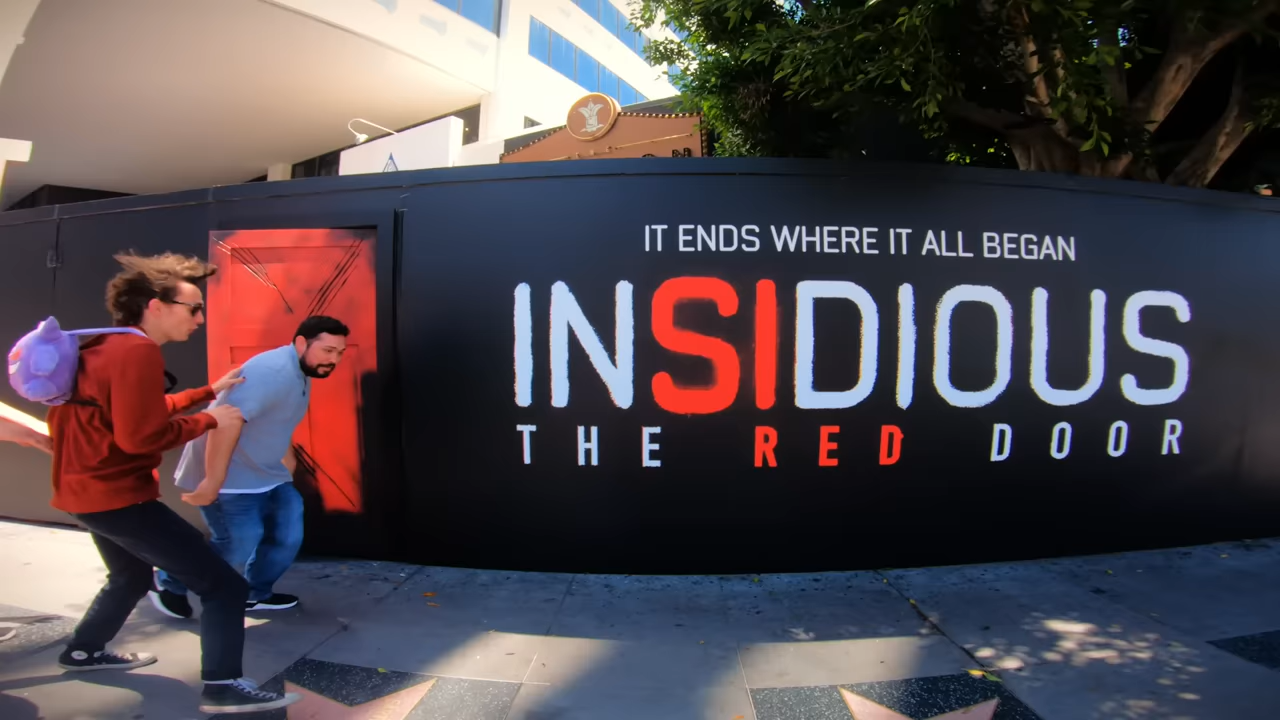 IT ENDS WHERE IT ALL BEGAN
INSIDIOUS
THE RED DOOR